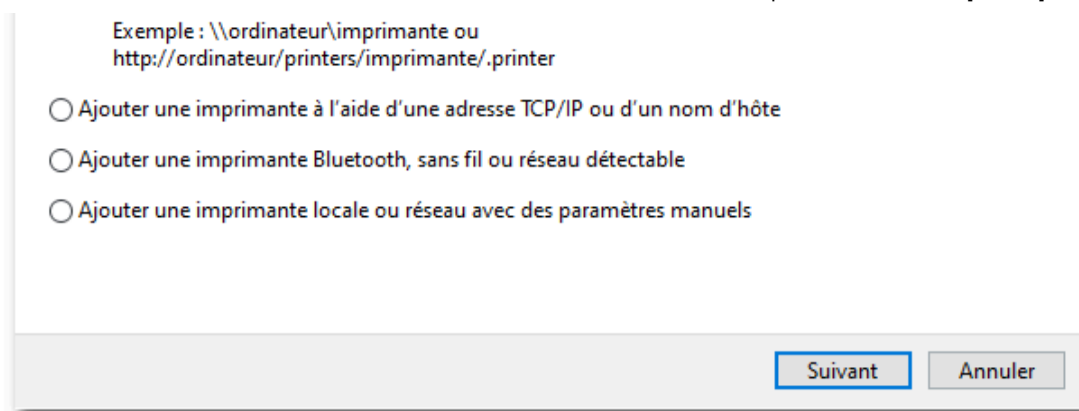 Exemple : \\ordinateur\imprimante ou
http://ordinateur/printers/imprimante/.printer
Ajouter une imprimante à l’aide d’une adresse TCP/IP ou d’un nom d’hôte
Ajouter une imprimante Bluetooth, sans fil ou réseau détectable
Ajouter une imprimante locale ou réseau avec des paramètres manuels
Suivant Annuler